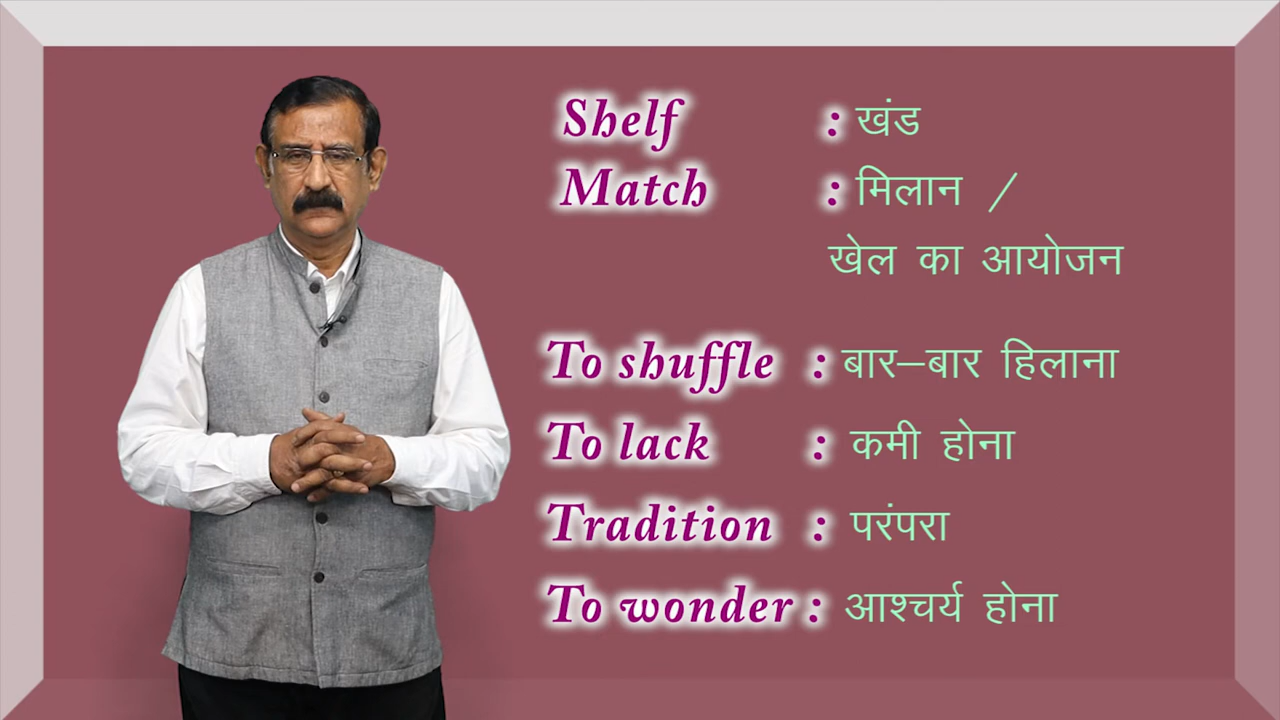 Shelf : खंड
Match : मिलान /
खेल का आयोजन
To shuffle : बार–बार हिलाना
To lack : कमी होना
Tradition : परंपरा
To wonder : आश्चर्य होना